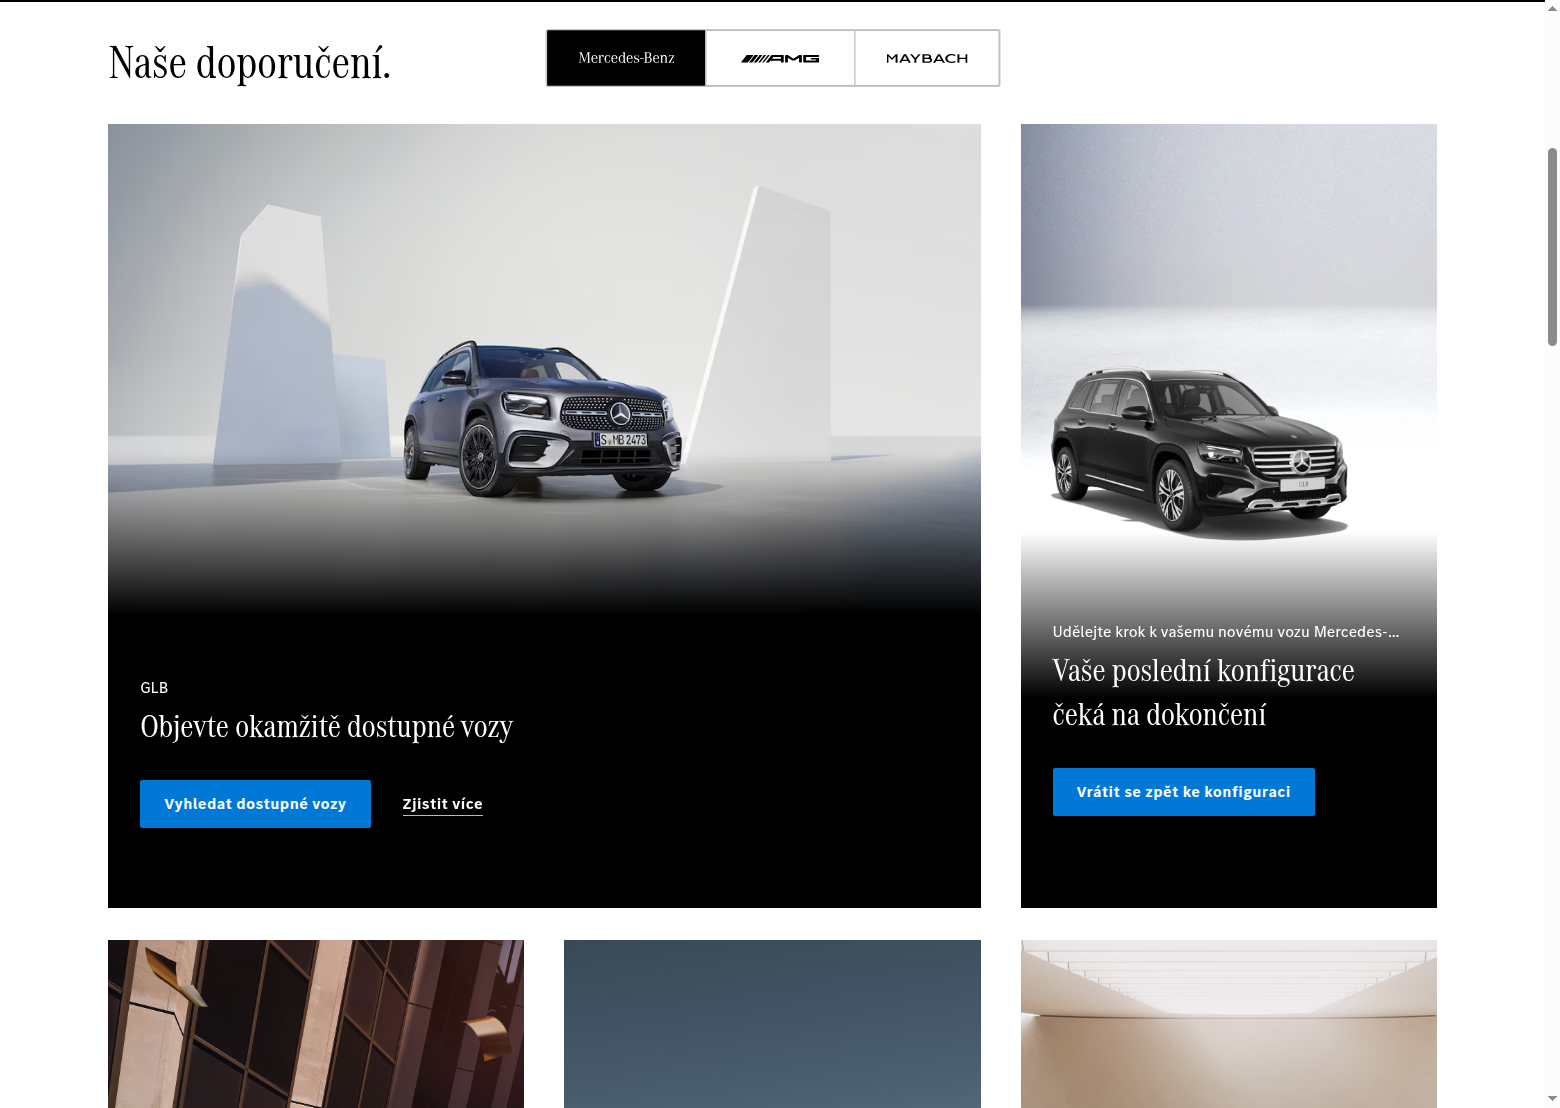 Naše doporučení.
Mercedes-Benz
AMG
MAYBACH
S MB 2473
GLB
GLB
Objevte okamžitě dostupné vozy
Vyhledat dostupné vozy
Zjistit více
Udělejte krok k vašemu novému vozu Mercedes-...
Vaše poslední konfigurace
čeká na dokončení
Vrátit se zpět ke konfiguraci